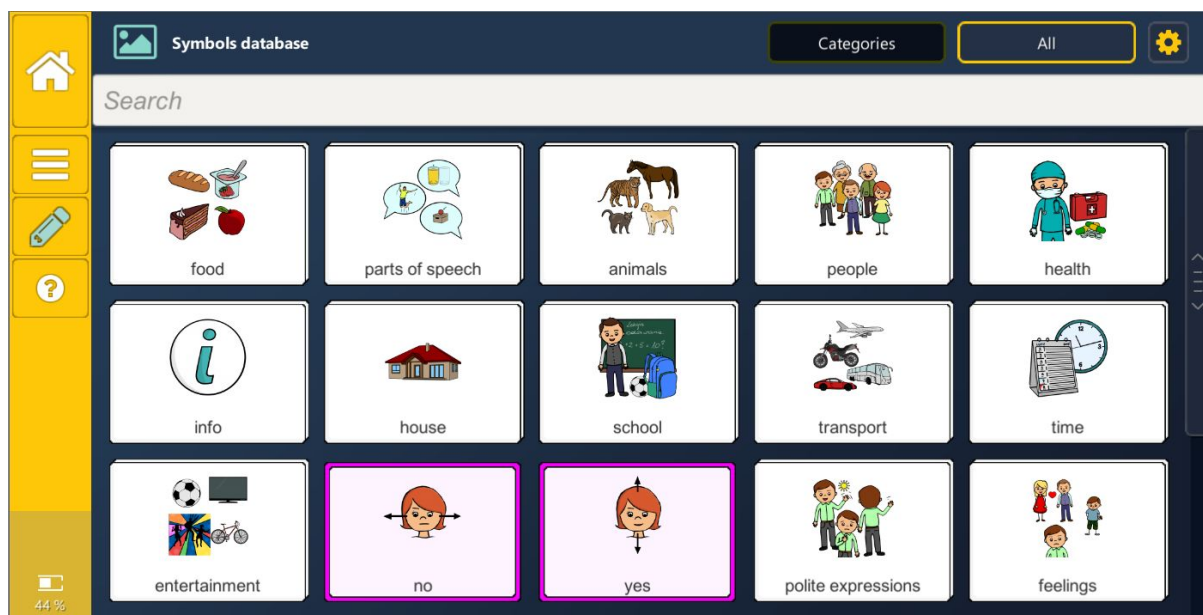 Symbols database
Categories
All
Search
food
parts of speech
animals
people
health
info
house
school
transport
time
entertainment
no
yes
polite expressions
feelings
44 %